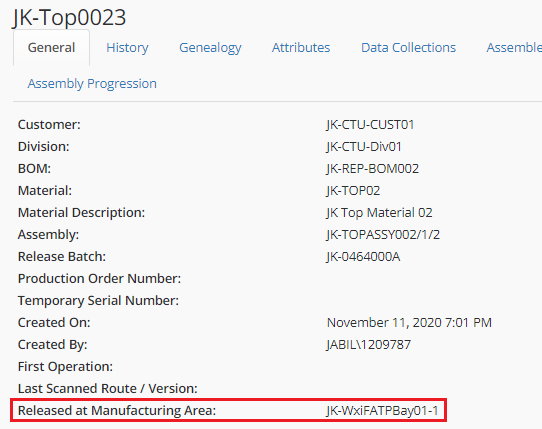 JK-Top0023
General History Genealogy Attributes Data Collections Assemble
Assembly Progression
Customer: JK-CTU-CUST01
Division: JK-CTU-Div01
BOM: JK-REP-BOM002
Material: JK-TOP02
Material Description: JK Top Material 02
Assembly: JK-TOPASSY002/1/2
Release Batch: JK-0464000A
Production Order Number:
Temporary Serial Number:
Created On: November 11, 2020 7:01 PM
Created By: JABIL\1209787
First Operation:
Last Scanned Route / Version:
Released at Manufacturing Area: JK-WxiFATPBay01-1